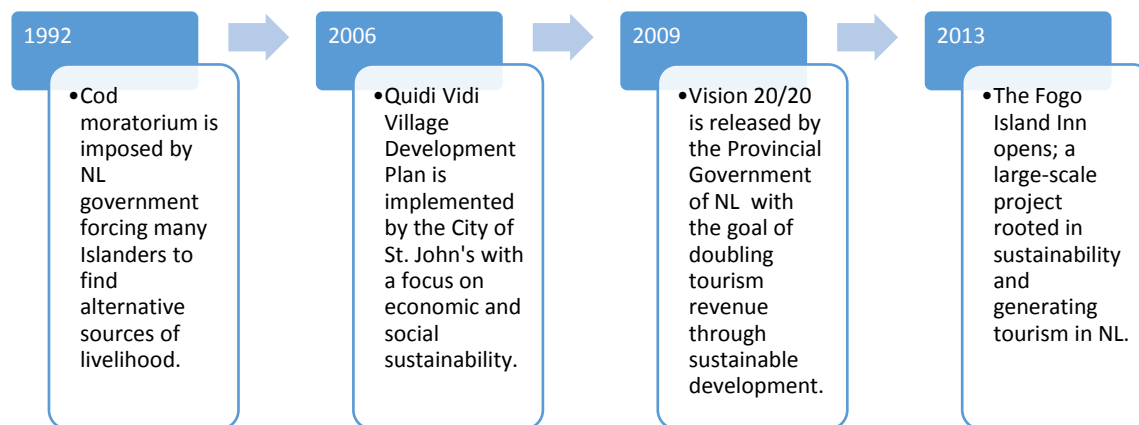 1992
•Cod
moratorium is
imposed by
NL
government
forcing many
Islanders to
find
alternative
sources of
livelihood.
2006
•Quidi Vidi
Village
Development
Plan is
implemented
by the City of
St. John's with
a focus on
economic and
social
sustainability.
2009
•Vision 20/20
is released by
the Provincial
Government
of NL with
the goal of
doubling
tourism
revenue
through
sustainable
development.
2013
•The Fogo
Island Inn
opens; a
large-scale
project
rooted in
sustainability
and
generating
tourism in NL.